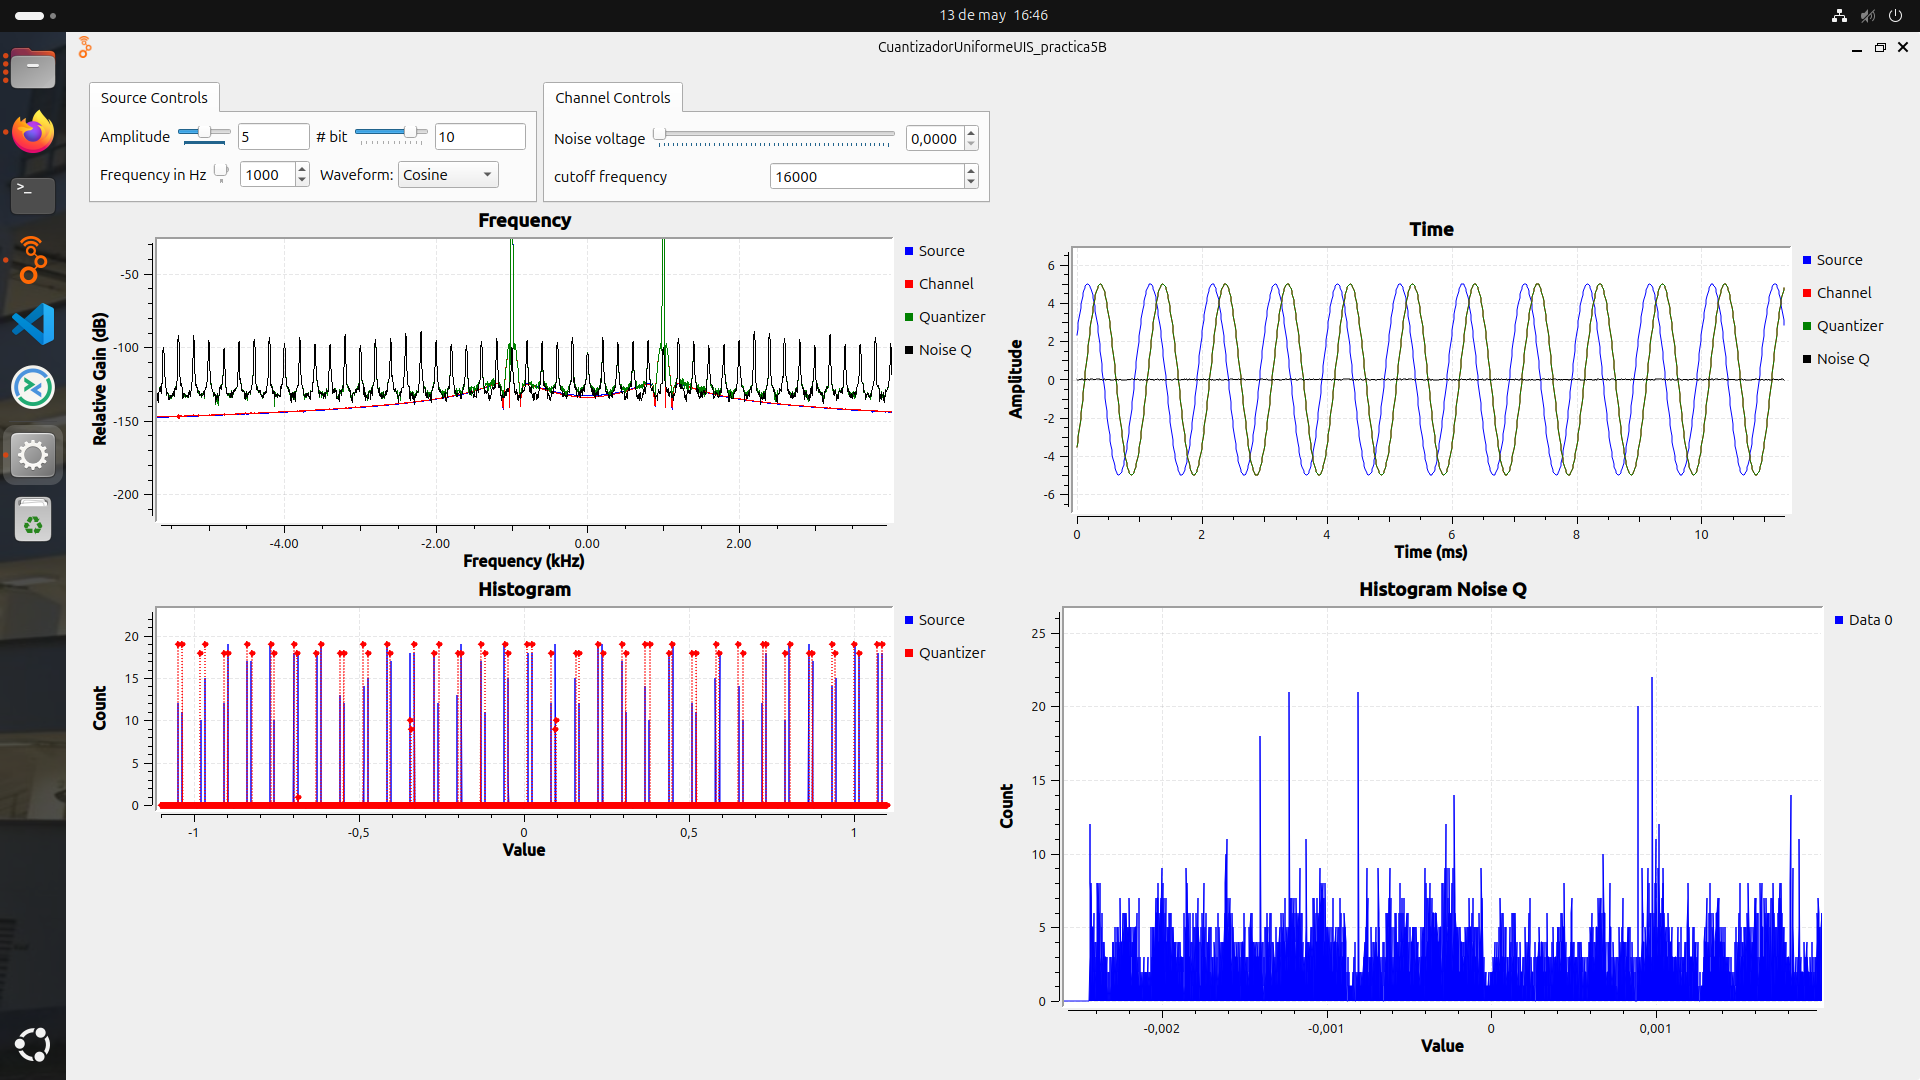 13 de may 16:46
CuantizadorUniformeUIS_practica5B
Source Controls
Amplitude 5 # bit 10
Frequency in Hz 1000 Waveform: Cosine
Channel Controls
Noise voltage 0,0000
cutoff frequency 16000
Frequency
Relative Gain (dB)
-50
-100
-150
-200
-4.00 -2.00 0.00 2.00
Frequency (kHz)
Source
Channel
Quantizer
Noise Q
Time
Amplitude
6
4
2
0
-2
-4
-6
0 2 4 6 8 10
Time (ms)
Source
Channel
Quantizer
Noise Q
Histogram
Count
20
15
10
5
0
-1 -0,5 0 0,5 1
Value
Source
Quantizer
Histogram Noise Q
Count
25
20
15
10
5
0
-0,002 -0,001 0 0,001
Value
Data 0